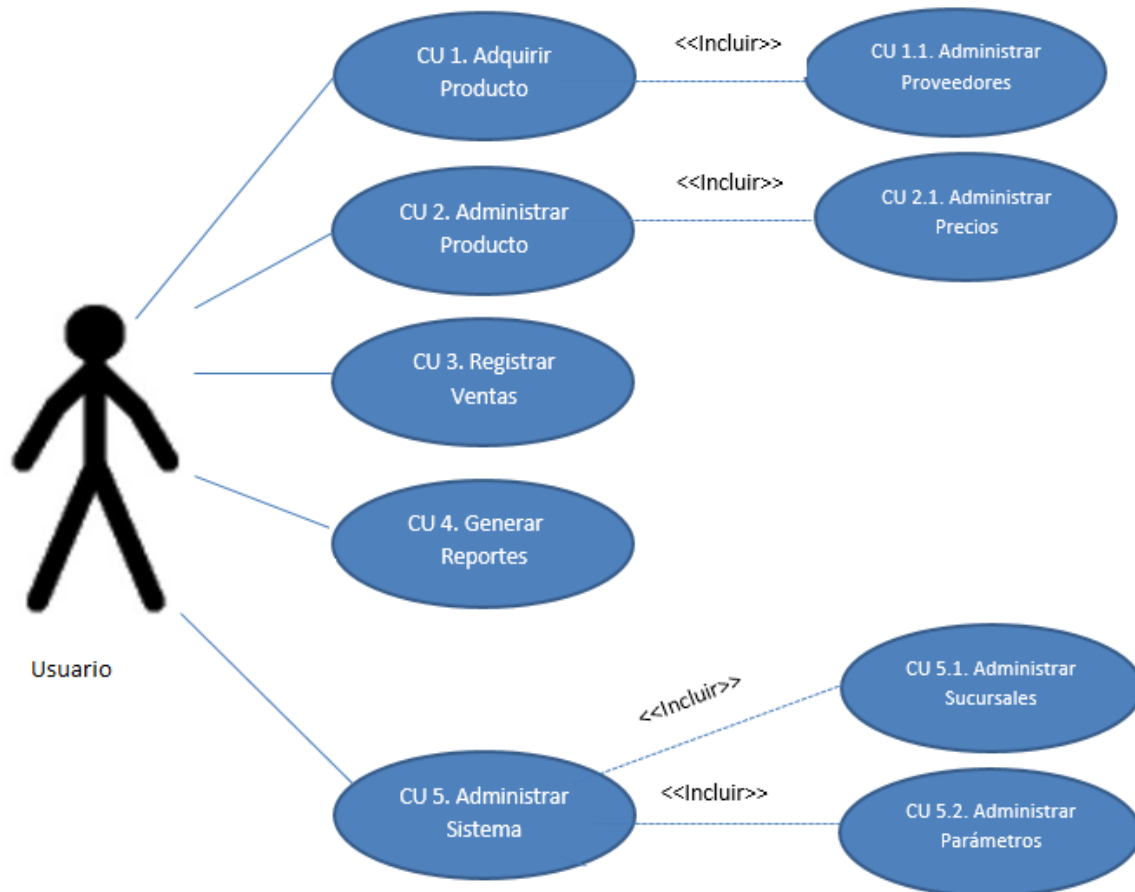 CU 1. Adquirir
Producto
<<Incluir>>
CU 1.1. Administrar
Proveedores
CU 2. Administrar
Producto
<<Incluir>>
CU 2.1. Administrar
Precios
CU 3. Registrar
Ventas
CU 4. Generar
Reportes
Usuario
CU 5. Administrar
Sistema
<<Incluir>>
CU 5.1. Administrar
Sucursales
<<Incluir>>
CU 5.2. Administrar
Parámetros